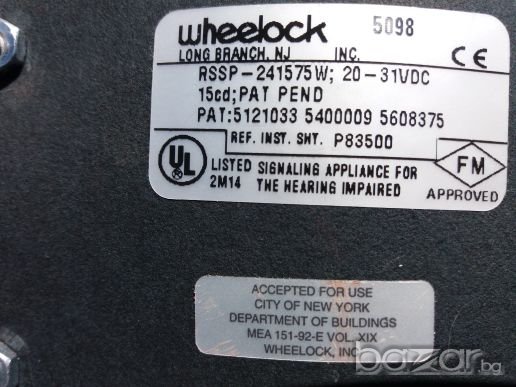 wheelock 5098
LONG BRANCH, NJ INC. CE
RSSP-241575W; 20-31VDC
15cd;PAT PEND
PAT:5121033 5400009 5608375
REF. INST. SHT. P83500
UL LISTED SIGNALING APPLIANCE FOR
2M14 THE HEARING IMPAIRED
FM
APPROVED
ACCEPTED FOR USE
CITY OF NEW YORK
DEPARTMENT OF BUILDINGS
MEA 151-92-E VOL. XIX
WHEELOCK, INC.
bazar.bg